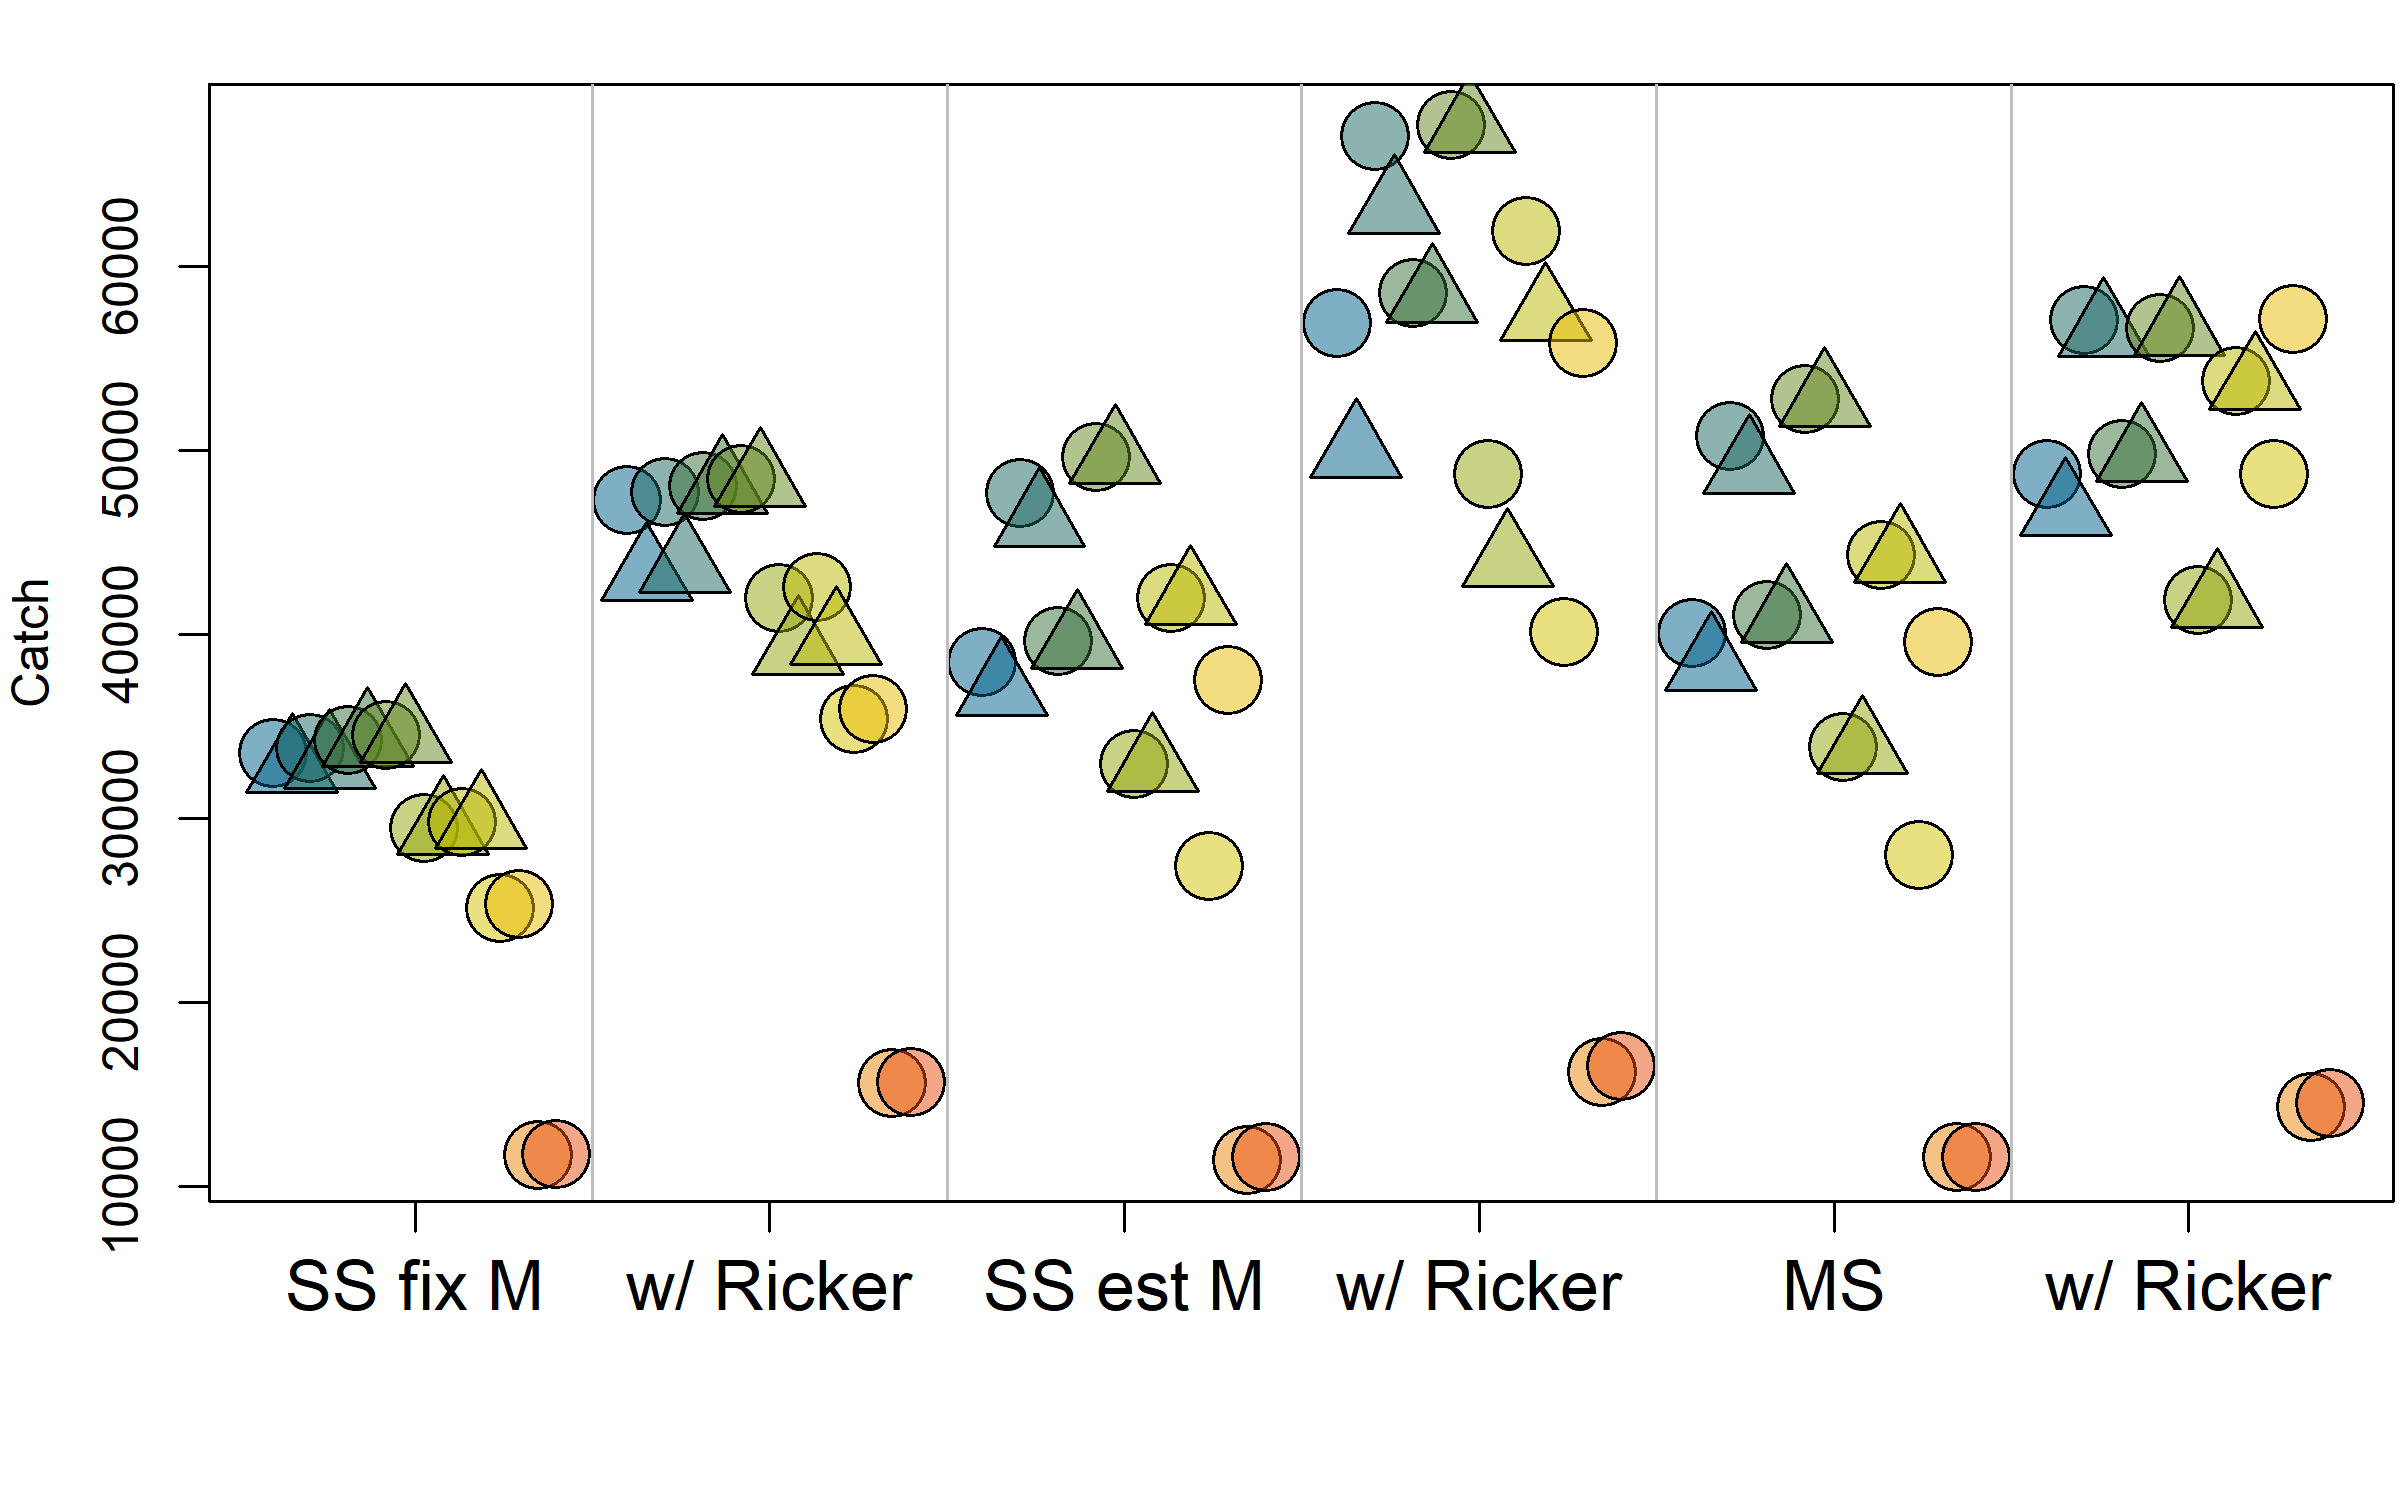 Catch
60000
50000
40000
30000
20000
10000
SS fix M
w/ Ricker
SS est M
w/ Ricker
MS
w/ Ricker